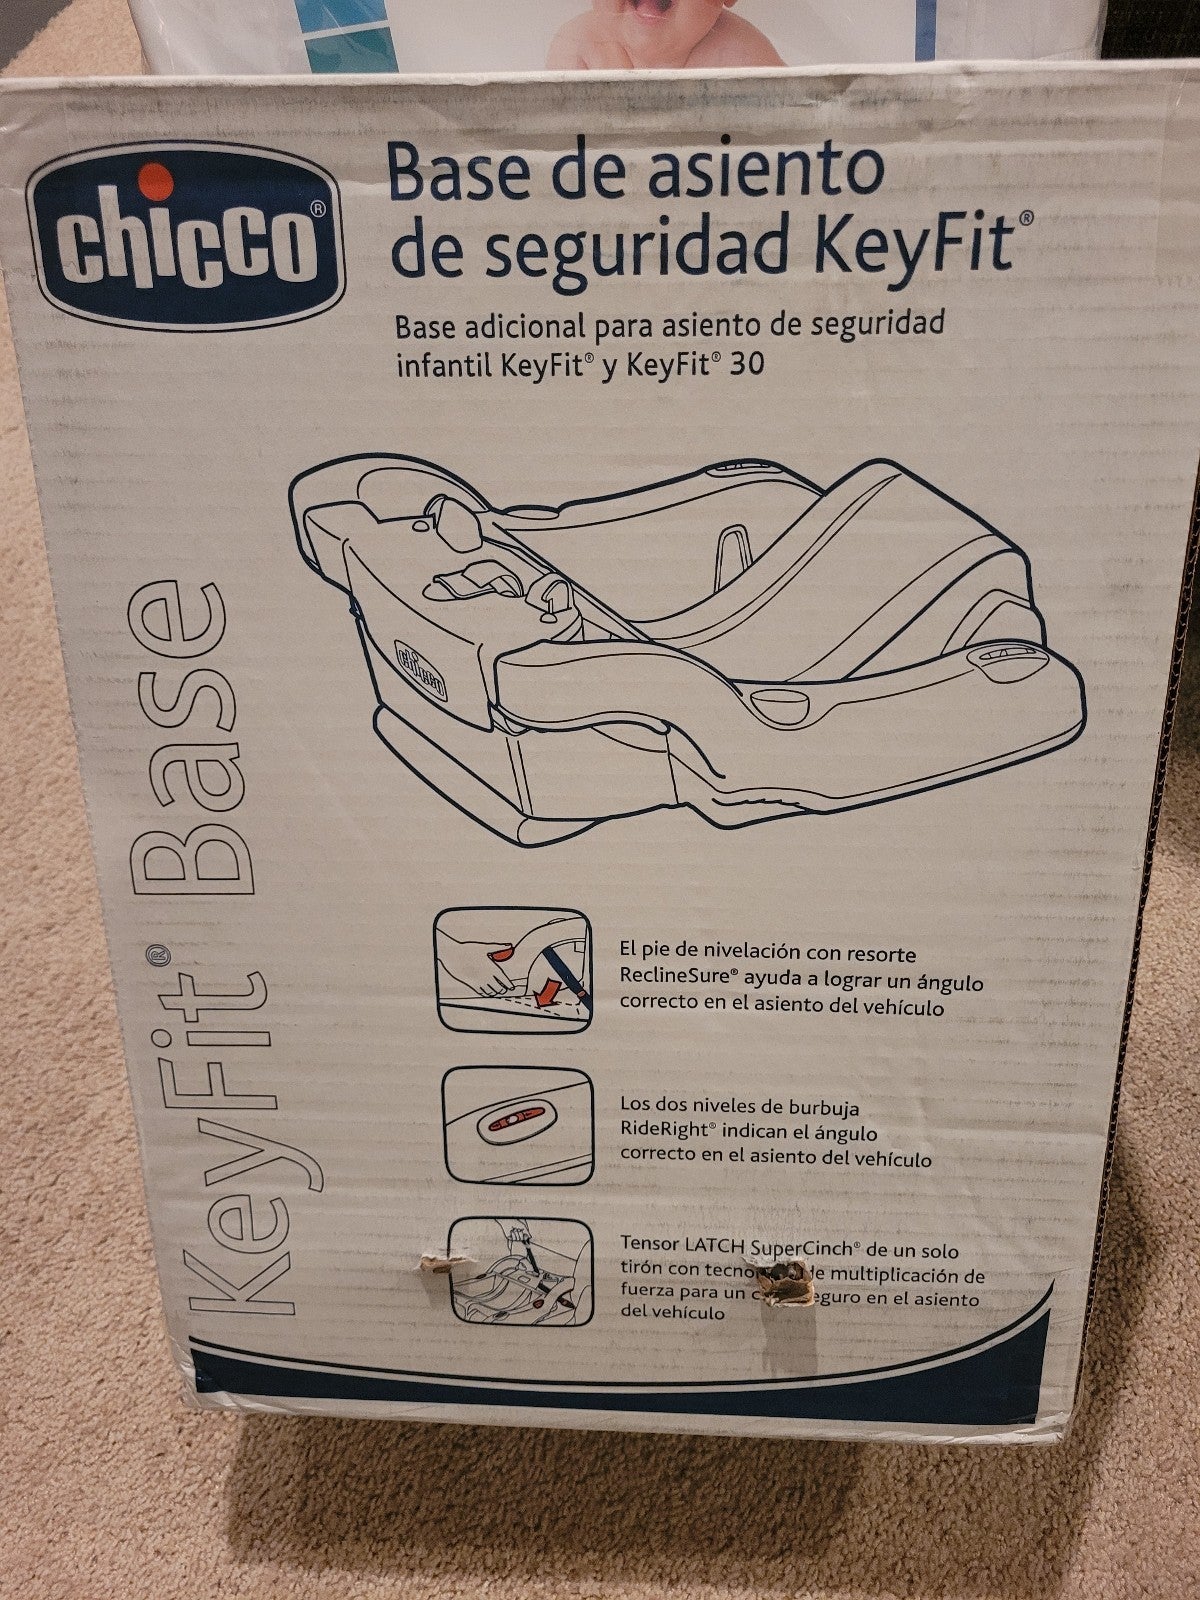 chicco®
Base de asiento
de seguridad KeyFit®
Base adicional para asiento de seguridad
infantil KeyFit® y KeyFit® 30
chicco
KeyFit® Base
El pie de nivelación con resorte
ReclineSure® ayuda a lograr un ángulo
correcto en el asiento del vehículo
Los dos niveles de burbuja
RideRight® indican el ángulo
correcto en el asiento del vehículo
Tensor LATCH SuperCinch® de un solo
tirón con de multiplicación de
fuerza para un en el asiento
del vehículo